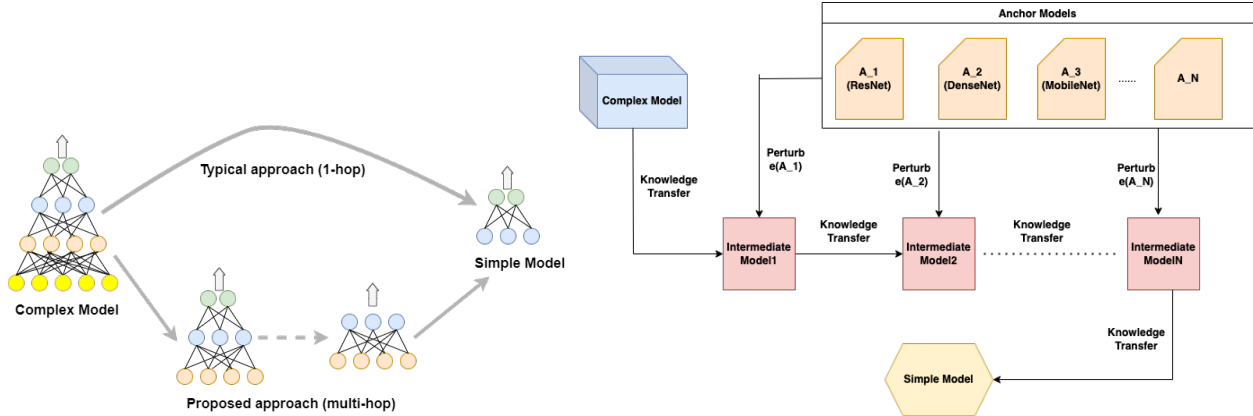 Typical approach (1-hop)
Simple Model
Complex Model
Proposed approach (multi-hop)
Anchor Models
A_1
(ResNet)
A_2
(DenseNet)
A_3
(MobileNet)
......
A_N
Complex Model
Knowledge
Transfer
Perturb
e(A_1)
Perturb
e(A_2)
Perturb
e(A_N)
Intermediate
Model1
Knowledge
Transfer
Intermediate
Model2
Knowledge
Transfer
Intermediate
ModelN
Knowledge
Transfer
Simple Model